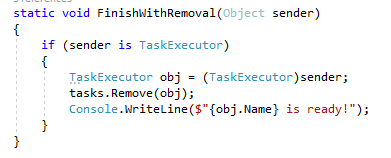 static void FinishWithRemoval(Object sender)
{
if (sender is TaskExecutor)
{
TaskExecutor obj = (TaskExecutor)sender;
tasks.Remove(obj);
Console.WriteLine($"{obj.Name} is ready!");
}
}